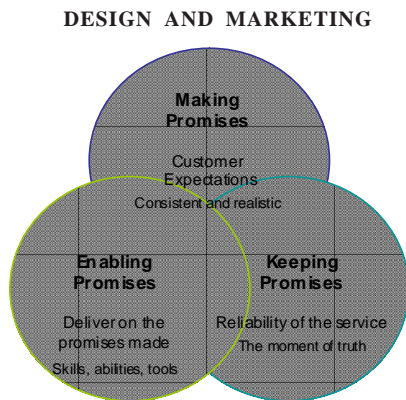 DESIGN AND MARKETING
Making
Promises
Customer
Expectations
Consistent and realistic
Enabling
Promises
Deliver on the
promises made
Skills, abilities, tools
Keeping
Promises
Reliability of the service
The moment of truth